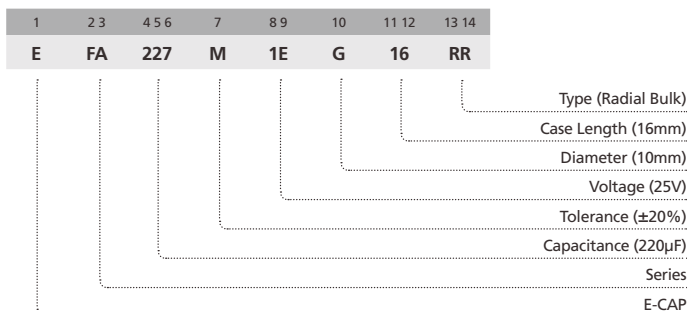 1 2 3 4 5 6 7 8 9 10 11 12 13 14
E FA 227 M 1E G 16 RR
Type (Radial Bulk)
Case Length (16mm)
Diameter (10mm)
Voltage (25V)
Tolerance (±20%)
Capacitance (220µF)
Series
E-CAP